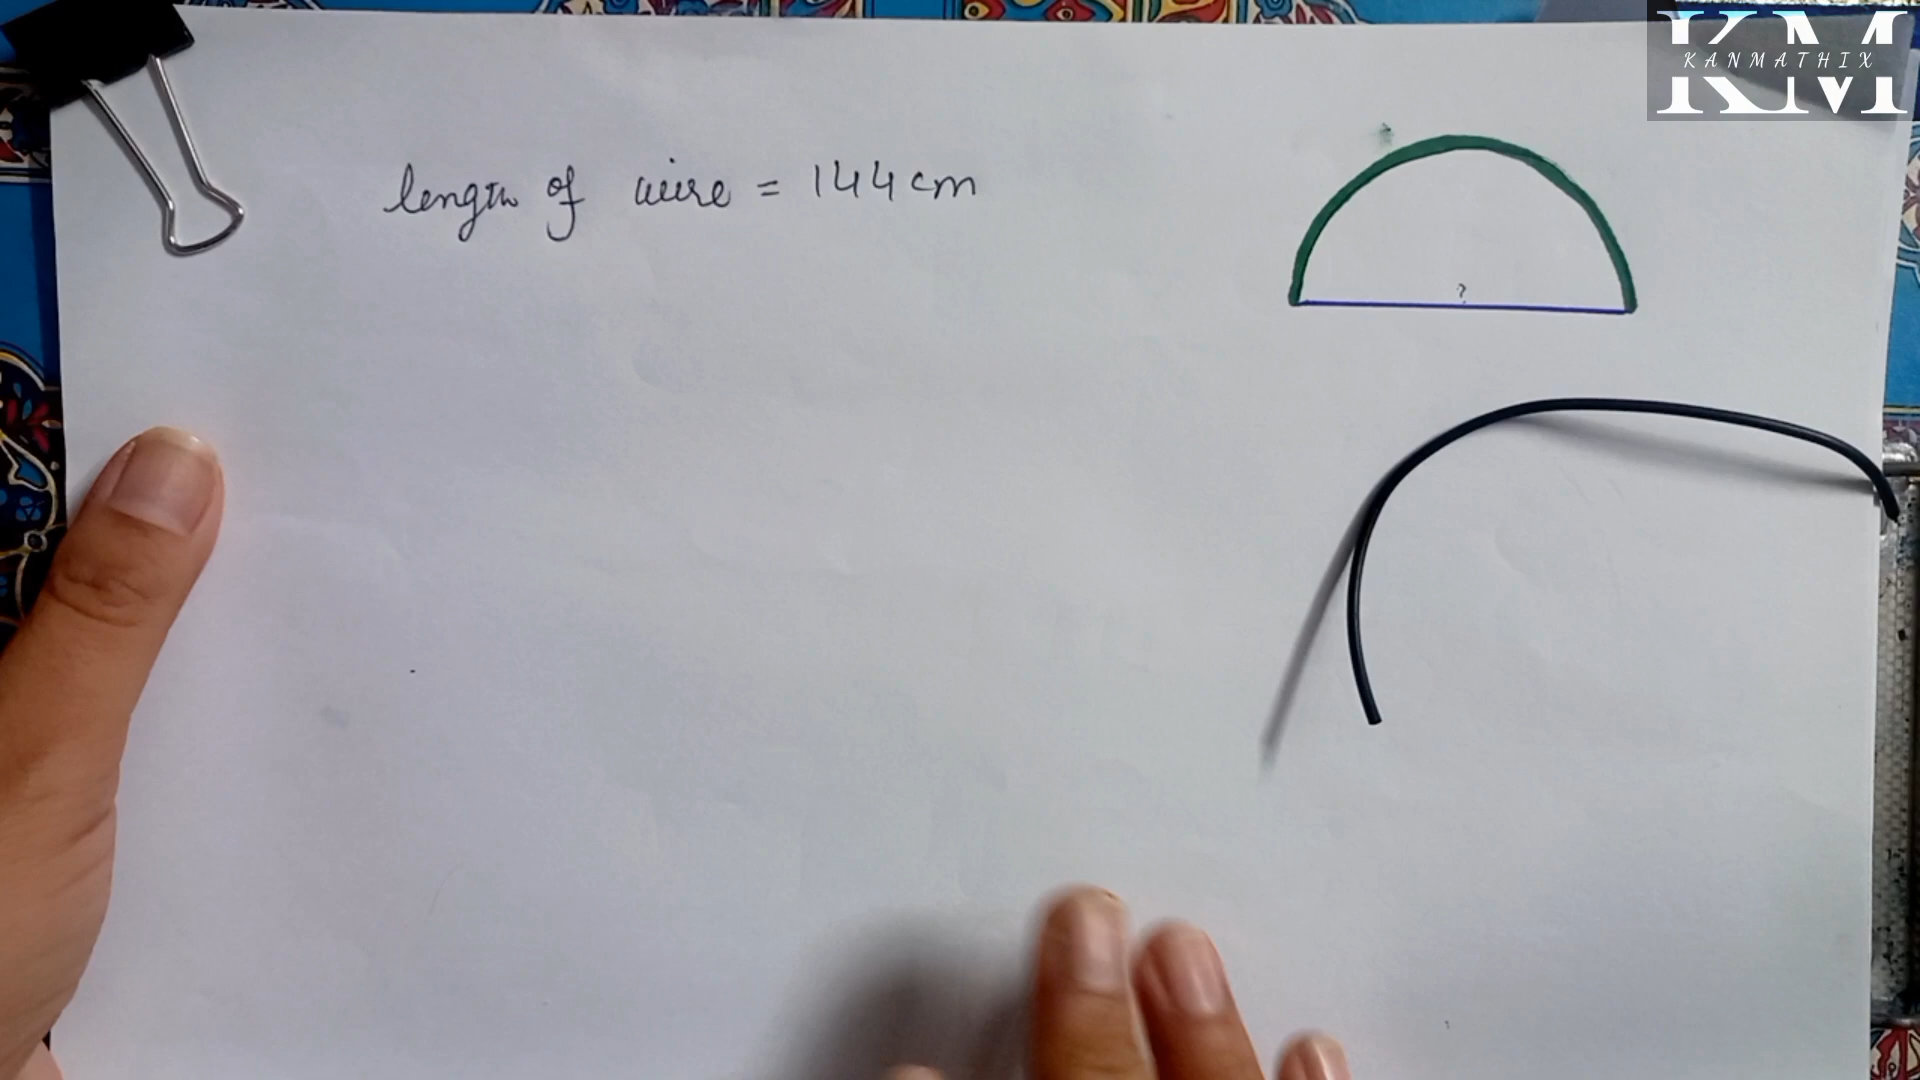 KM
KANMATHIX
length of wire = 144 cm
?